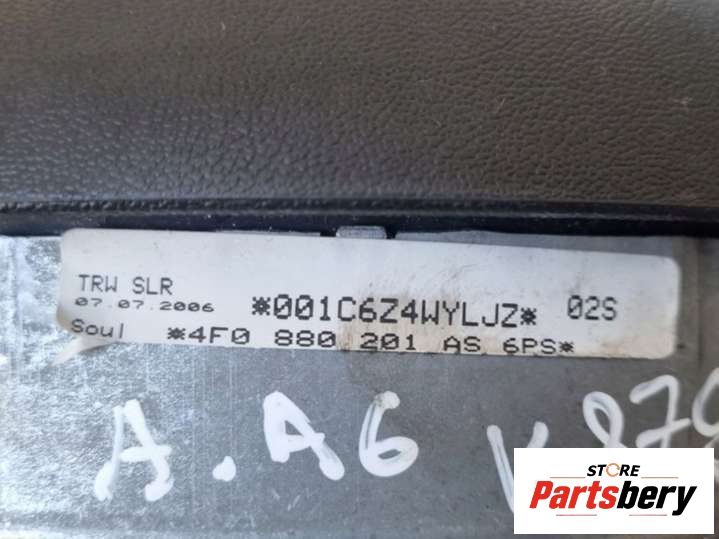 TRW SLR
07.07.2006 *001C6Z4WYLJZ* 02S
Soul *4F0 880 201 AS 6PS*
A.A6
STORE
Partsbery